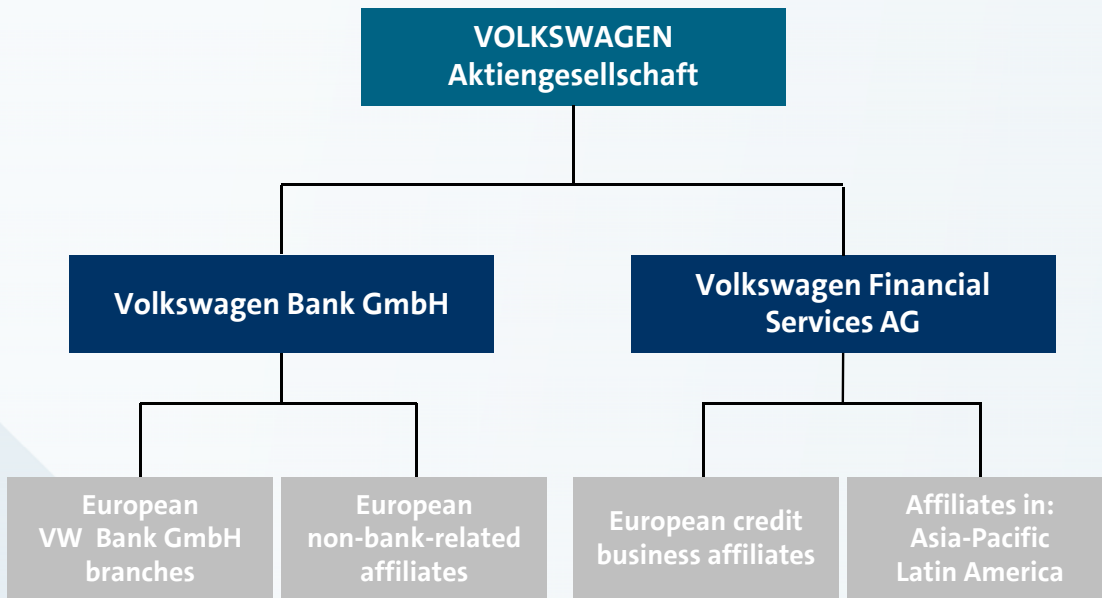 VOLKSWAGEN
Aktiengesellschaft
Volkswagen Bank GmbH
Volkswagen Financial
Services AG
European
VW Bank GmbH
branches
European
non-bank-related
affiliates
European credit
business affiliates
Affiliates in:
Asia-Pacific
Latin America